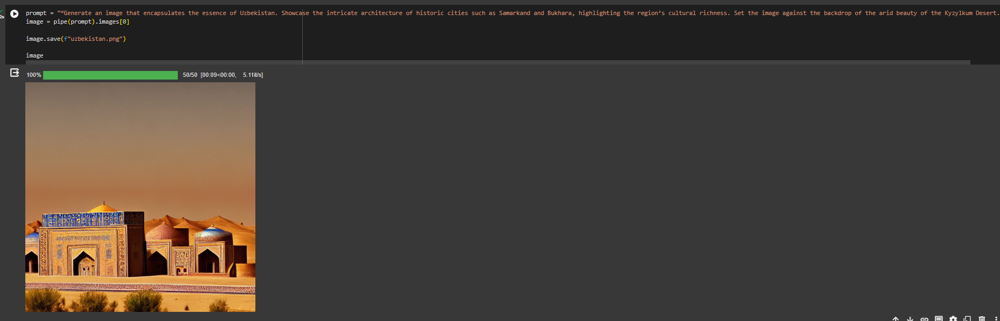 prompt = "“Generate an image that encapsulates the essence of Uzbekistan. Showcase the intricate architecture of historic cities such as Samarkand and Bukhara, highlighting the region’s cultural richness. Set the image against the backdrop of the arid beauty of the Kyzylkum Desert.
image = pipe(prompt).images[0]
image.save(f"uzbekistan.png")
image
2s
100% 50/50 [00:09<00:00, 5.11it/s]